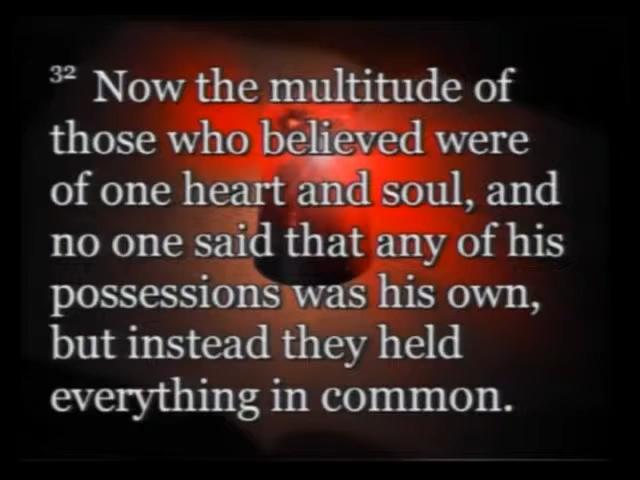 32 Now the multitude of
those who believed were
of one heart and soul, and
no one said that any of his
possessions was his own,
but instead they held
everything in common.